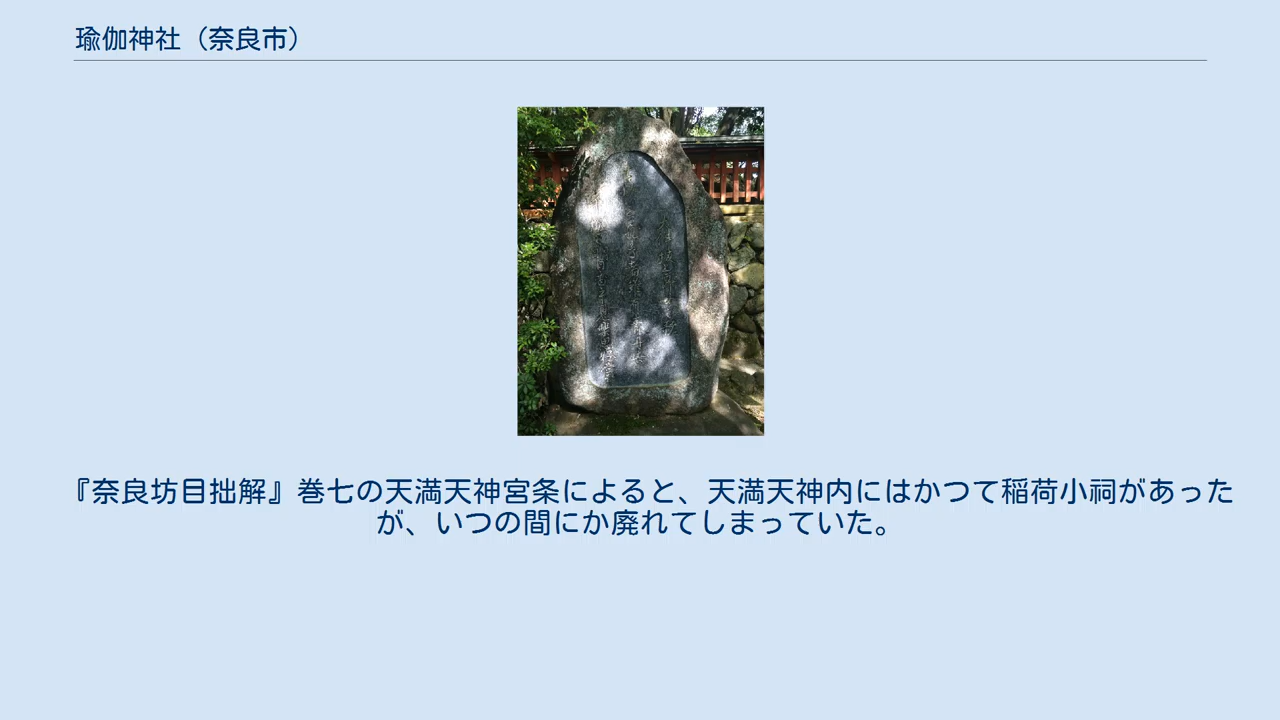 瑜伽神社（奈良市）
『奈良坊目拙解』巻七の天満天神宮条によると、天満天神内にはかつて稲荷小祠があった
が、いつの間にか廃れてしまっていた。